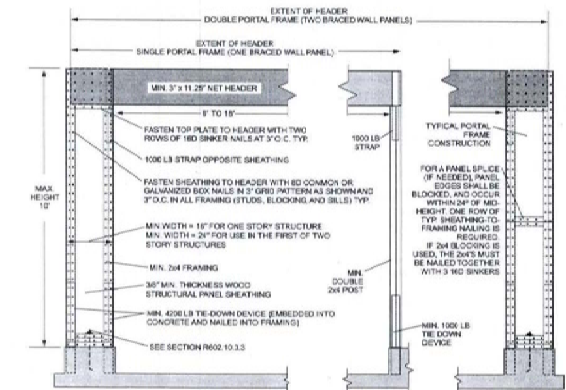 EXTENT OF HEADER
DOUBLE PORTAL FRAME (TWO BRACED WALL PANELS)
EXTENT OF HEADER
SINGLE PORTAL FRAME (ONE BRACED WALL PANEL)
MIN. 3" x 11.25" NET HEADER
FASTEN TOP PLATE TO HEADER WITH TWO
ROWS OF 16D SINKER NAILS AT 3" O.C. TYP.
1000 LB
STRAP
TYPICAL PORTAL
FRAME
CONSTRUCTION
1000 LB STRAP OPPOSITE SHEATHING
FASTEN SHEATHING TO HEADER WITH 8D COMMON OR
GALVANIZED BOX NAILS IN 3" GRID PATTERN AS SHOWN AND
3" O.C. IN ALL FRAMING (STUDS, BLOCKING, AND SILLS) TYP.
FOR A PANEL SPLICE
(IF NEEDED), PANEL
EDGES SHALL BE
BLOCKED, AND OCCUR
WITHIN 24" OF MID-
HEIGHT. ONE ROW OF
TYP. SHEATHING-TO-
FRAMING NAILING IS
REQUIRED.
IF 2x4 BLOCKING IS
USED, THE 2x4'S MUST
BE NAILED TOGETHER
WITH 3 16D SINKERS
MAX
HEIGHT
10'
MIN. WIDTH = 16" FOR ONE STORY STRUCTURE
MIN. WIDTH = 24" FOR USE IN THE FIRST OF TWO
STORY STRUCTURES
MIN. 2x4 FRAMING
3/8" MIN. THICKNESS WOOD
STRUCTURAL PANEL SHEATHING
MIN.
DOUBLE
2x4 POST
MIN. 4200 LB TIE-DOWN DEVICE (EMBEDDED INTO
CONCRETE AND NAILED INTO FRAMING)
MIN. 1000 LB
TIE DOWN
DEVICE
SEE SECTION R602.10.3.3